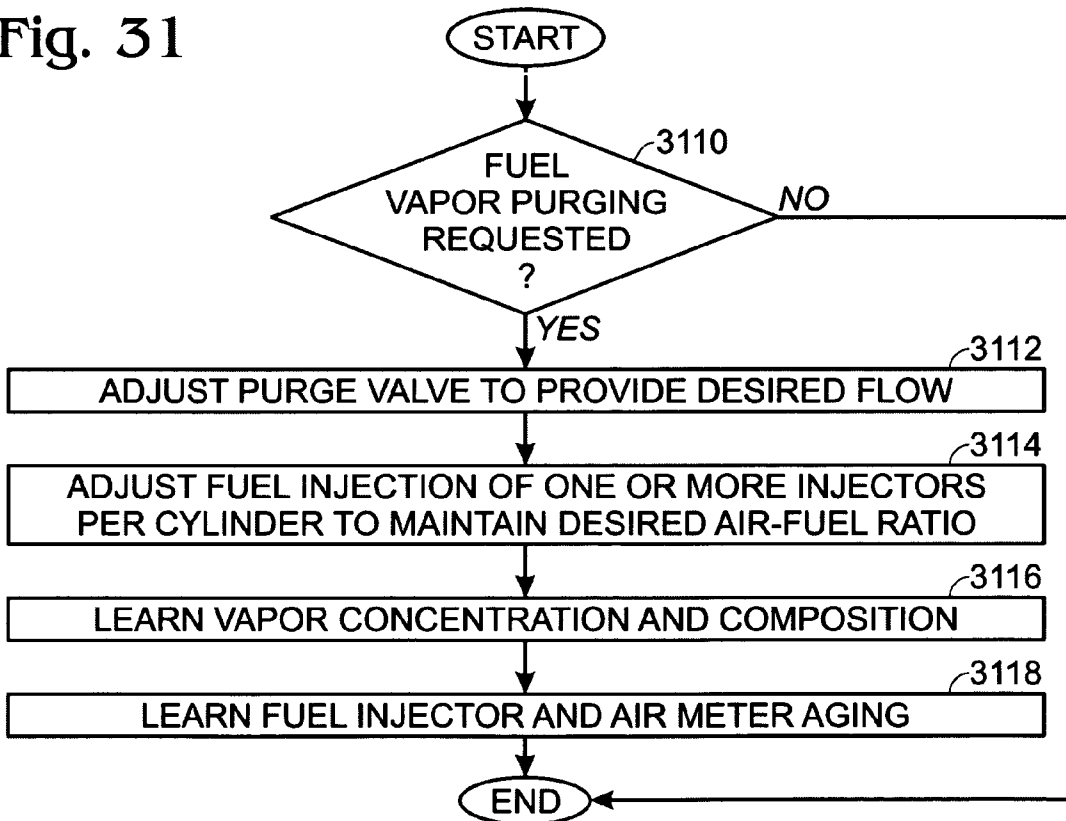 Fig. 31
START
3110
FUEL
VAPOR PURGING
REQUESTED
?
NO
YES
3112
ADJUST PURGE VALVE TO PROVIDE DESIRED FLOW
3114
ADJUST FUEL INJECTION OF ONE OR MORE INJECTORS
PER CYLINDER TO MAINTAIN DESIRED AIR-FUEL RATIO
3116
LEARN VAPOR CONCENTRATION AND COMPOSITION
3118
LEARN FUEL INJECTOR AND AIR METER AGING
END